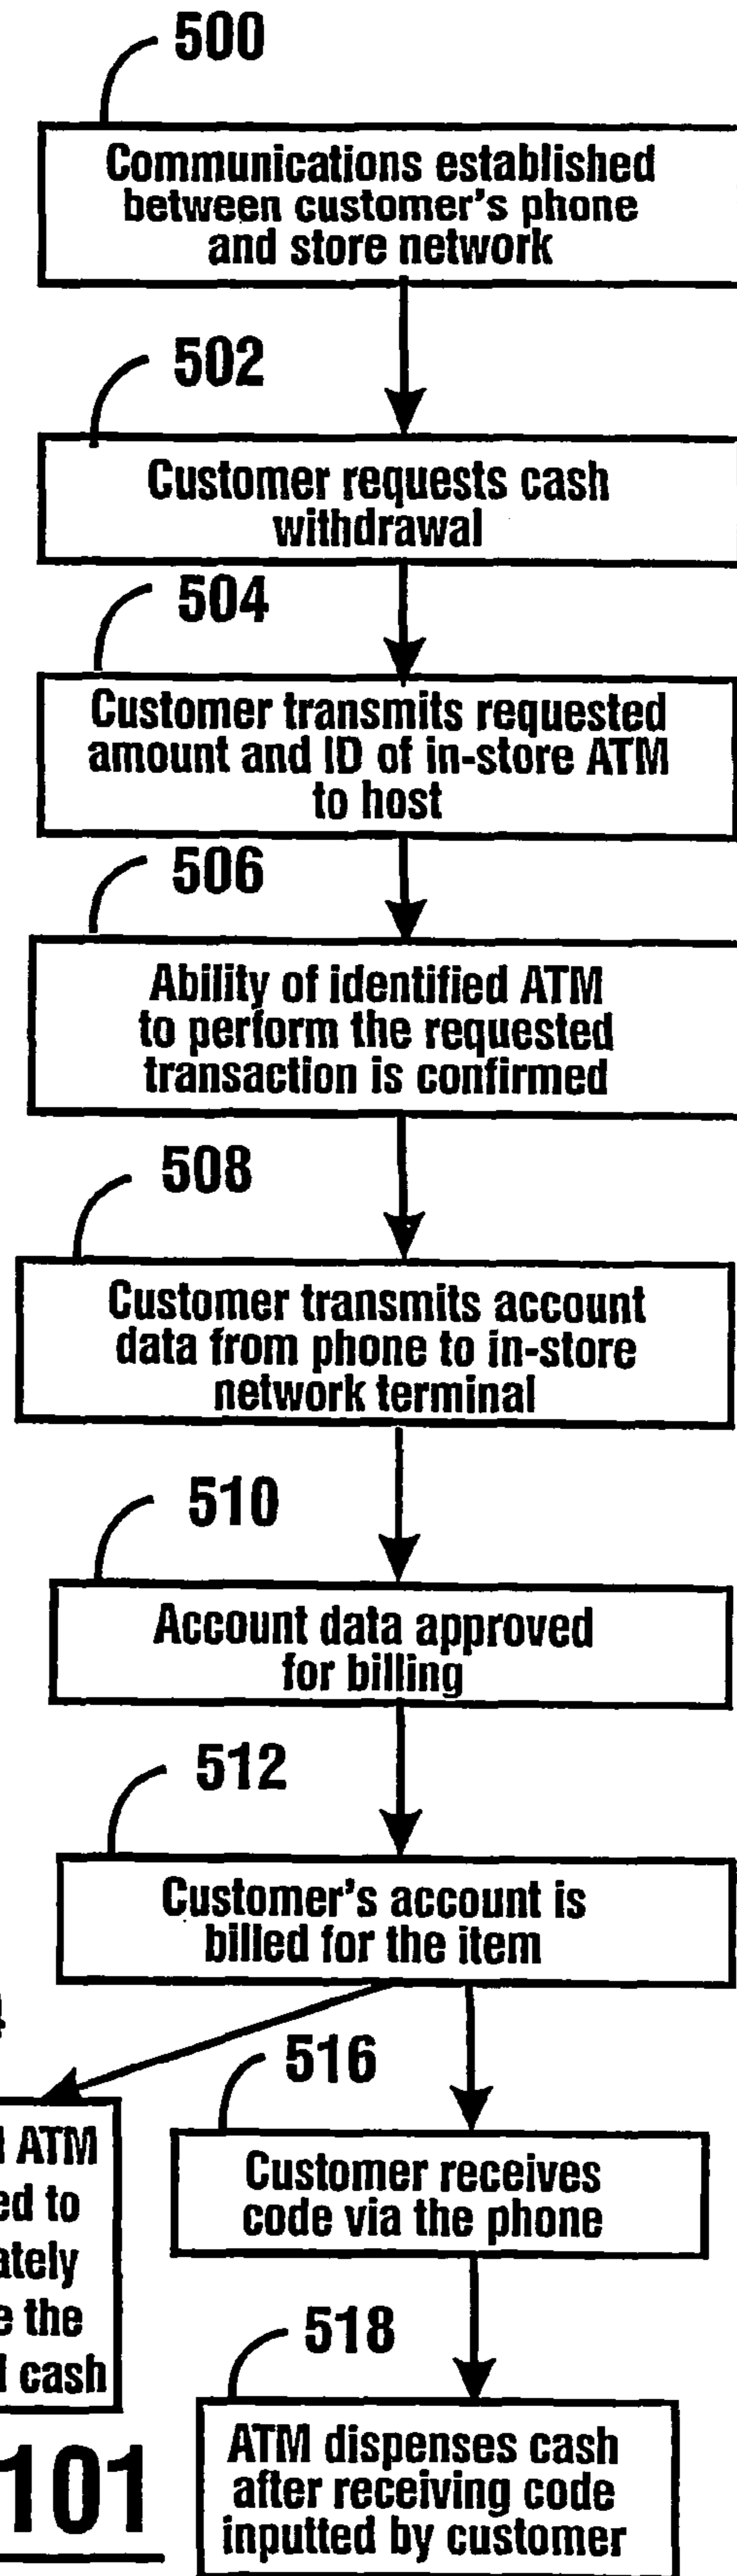 500
Communications established
between customer's phone
and store network
502
Customer requests cash
withdrawal
504
Customer transmits requested
amount and ID of in-store ATM
to host
506
Ability of identified ATM
to perform the requested
transaction is confirmed
508
Customer transmits account
data from phone to in-store
network terminal
510
Account data approved
for billing
512
Customer's account is
billed for the item
516
Customer receives
code via the phone
ATM
to
the
cash
518
ATM dispenses cash
after receiving code
inputted by customer
101